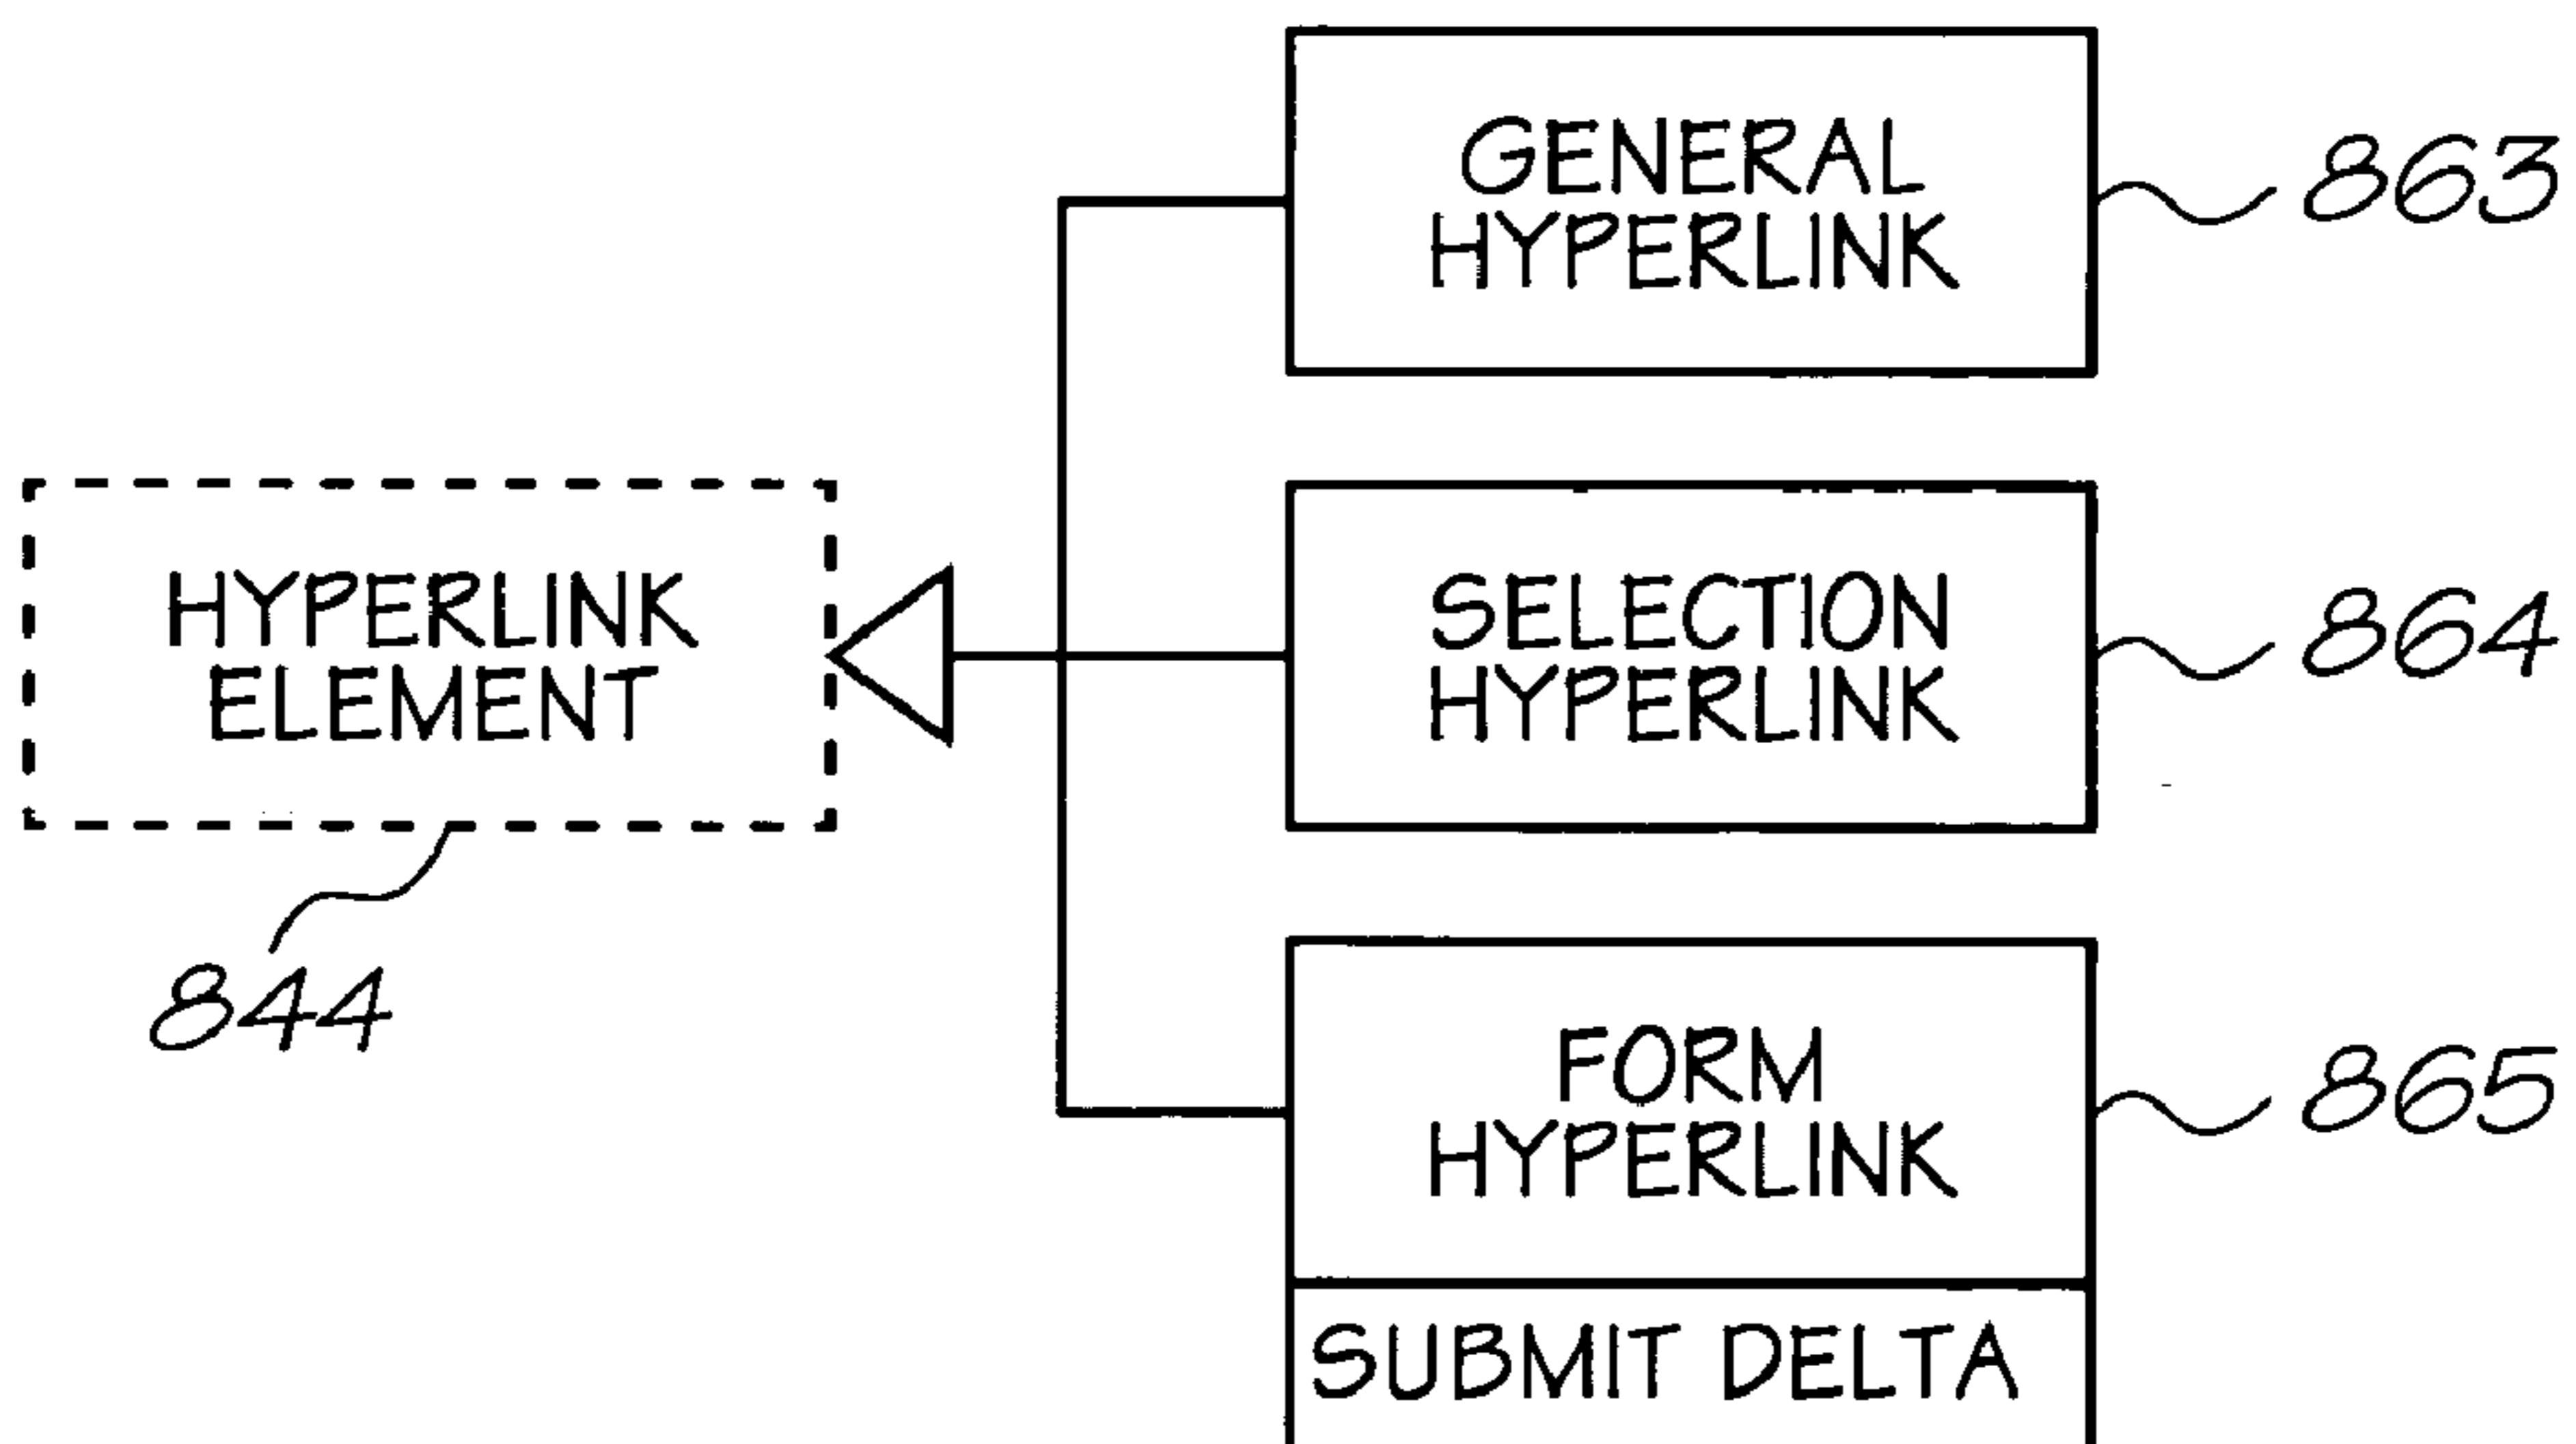 GENERAL
HYPERLINK
863
HYPERLINK
ELEMENT
844
SELECTION
HYPERLINK
864
FORM
HYPERLINK
865
SUBMIT DELTA